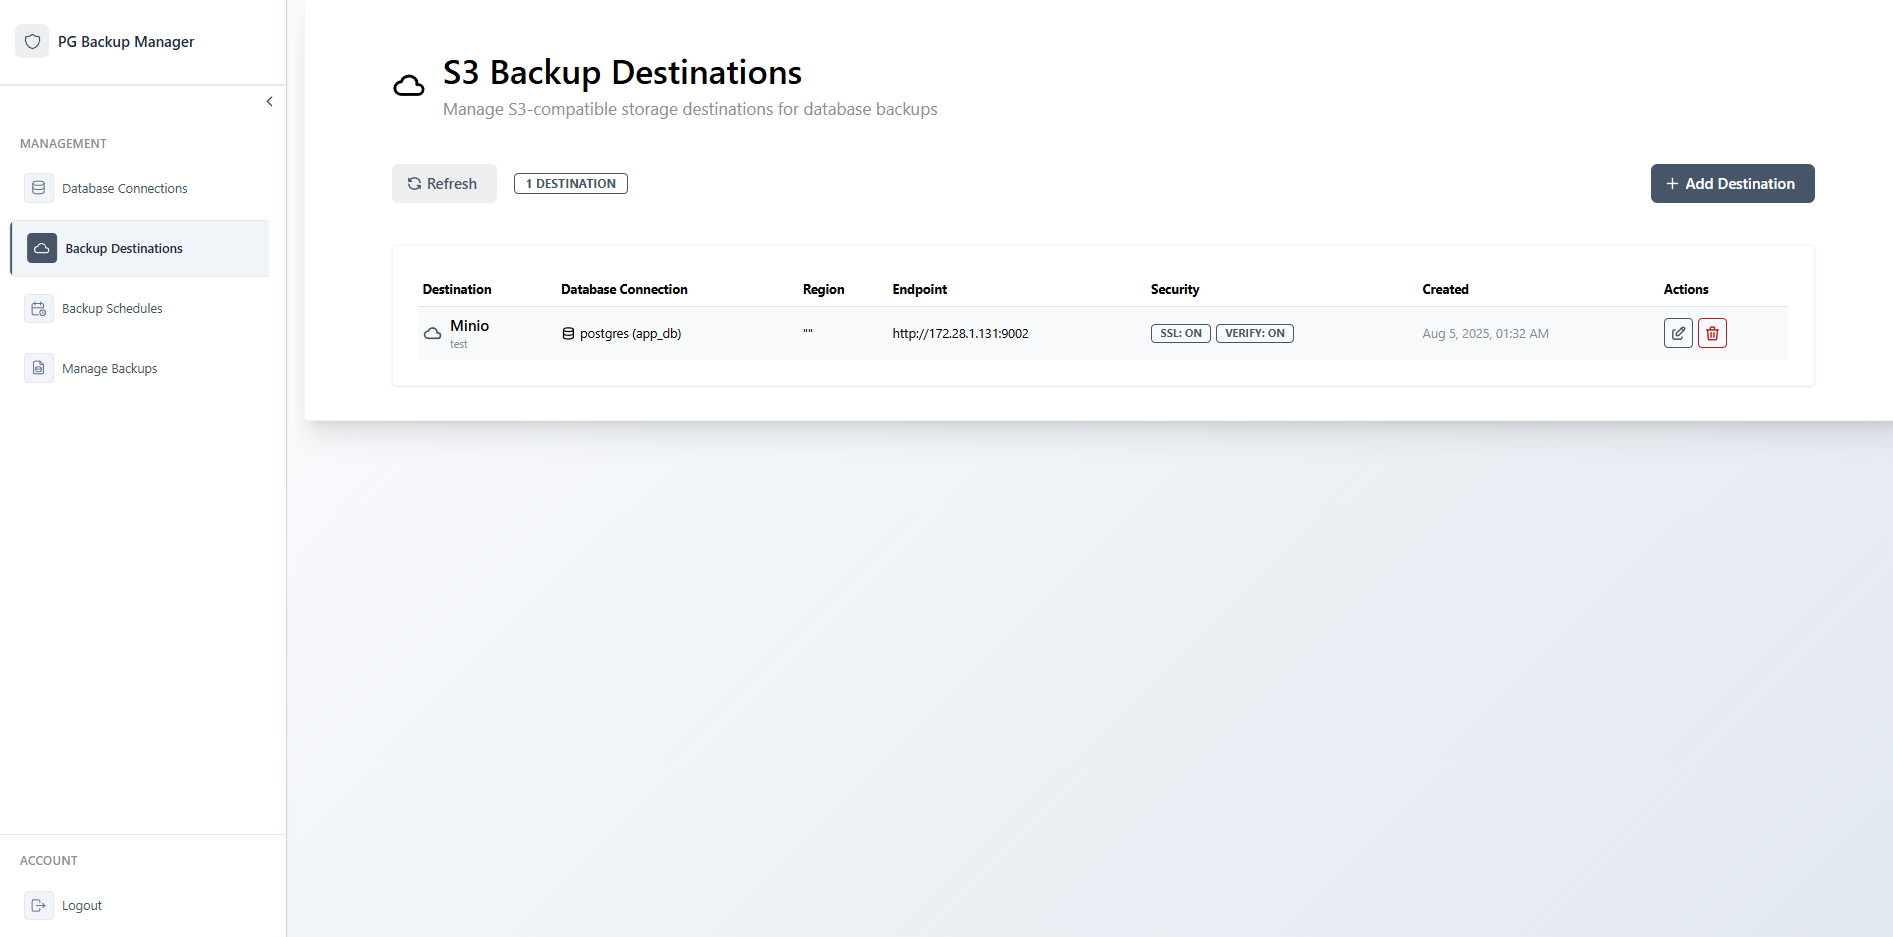 PG Backup Manager
MANAGEMENT
Database Connections
Backup Destinations
Backup Schedules
Manage Backups
ACCOUNT
Logout
S3 Backup Destinations
Manage S3-compatible storage destinations for database backups
Refresh
1 DESTINATION
+ Add Destination
Destination Database Connection Region Endpoint Security Created Actions
Minio postgres (app_db) "" http://172.28.1.131:9002 SSL: ON VERIFY: ON Aug 5, 2025, 01:32 AM
test